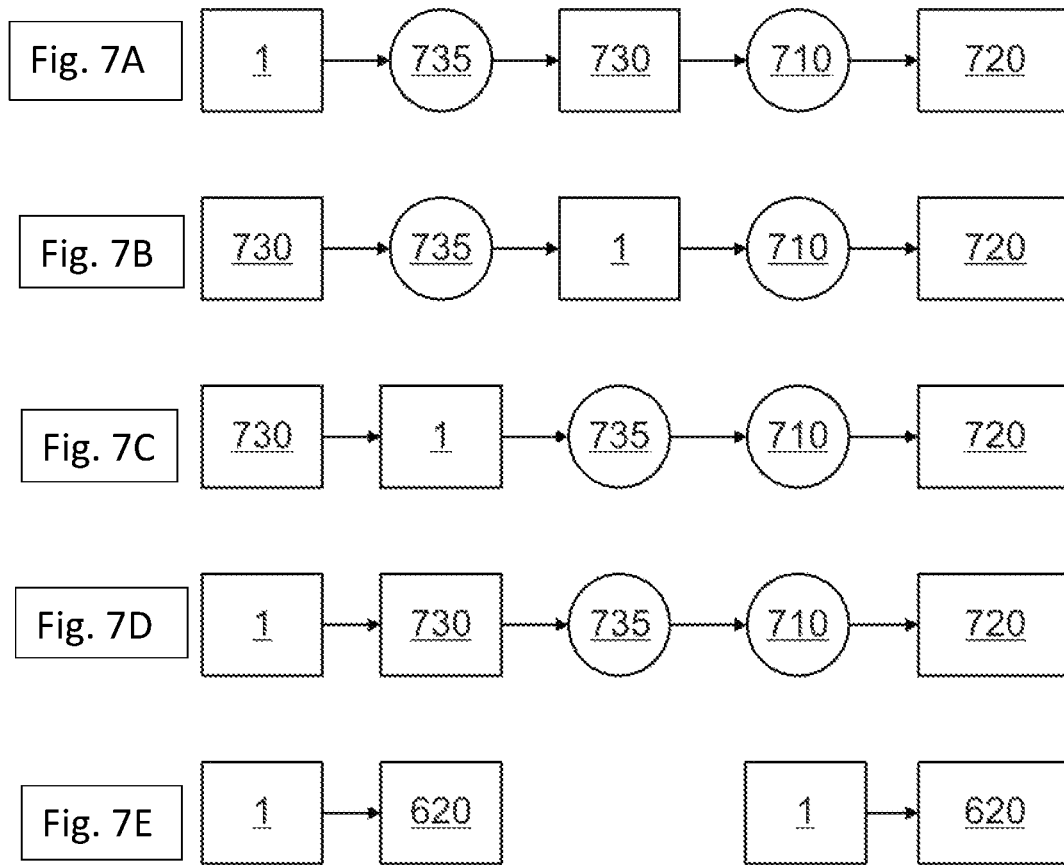 Fig. 7A 1 735 730 710 720
Fig. 7B 730 735 1 710 720
Fig. 7C 730 1 735 710 720
Fig. 7D 1 730 735 710 720
Fig. 7E 1 620 1 620